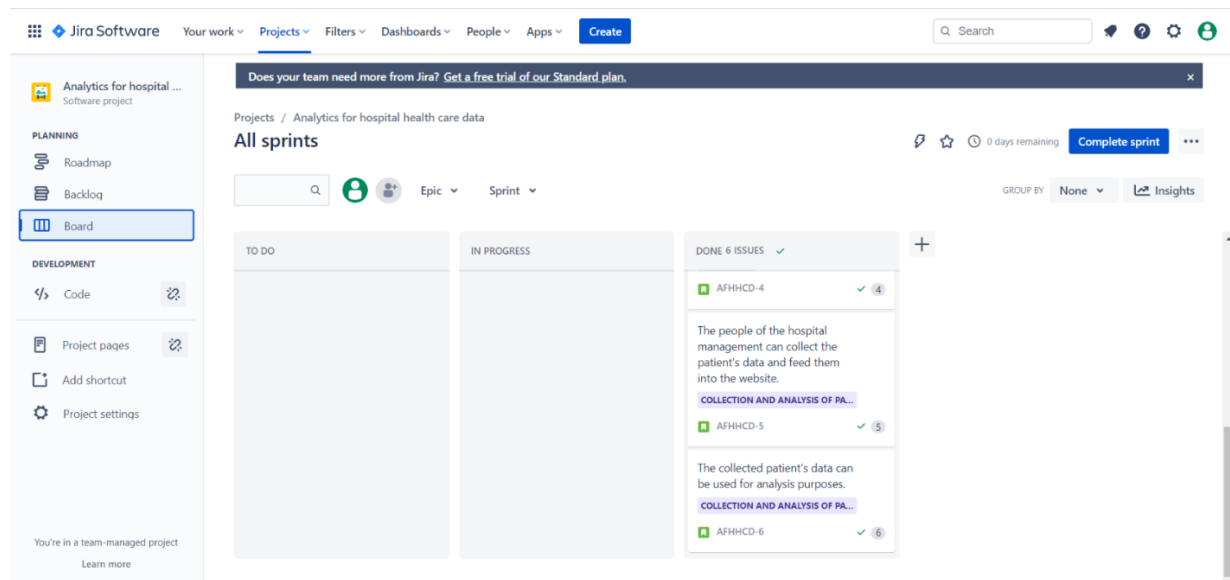 Jira Software Your work Projects Filters Dashboards People Apps Create Search
Does your team need more from Jira? Get a free trial of our Standard plan.
Analytics for hospital ...
Software project
PLANNING
Roadmap
Backlog
Board
DEVELOPMENT
Code
Project pages
Add shortcut
Project settings
You're in a team-managed project
Learn more
Projects / Analytics for hospital health care data
All sprints
0 days remaining Complete sprint
Epic Sprint
GROUP BY None Insights
TO DO
IN PROGRESS
DONE 6 ISSUES
AFHHCD-4 4
The people of the hospital
management can collect the
patient's data and feed them
into the website.
COLLECTION AND ANALYSIS OF PA...
AFHHCD-5 5
The collected patient's data can
be used for analysis purposes.
COLLECTION AND ANALYSIS OF PA...
AFHHCD-6 6